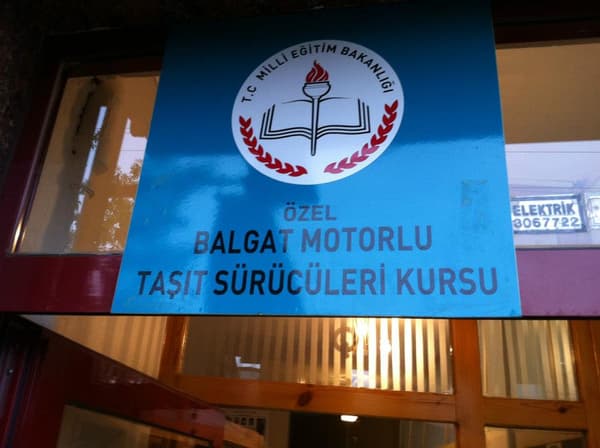 T.C MİLLİ EĞİTİM BAKANLIĞI
ÖZEL
BALGAT MOTORLU
TAŞIT SÜRÜCÜLERİ KURSU
ELEKTRİK
3067722